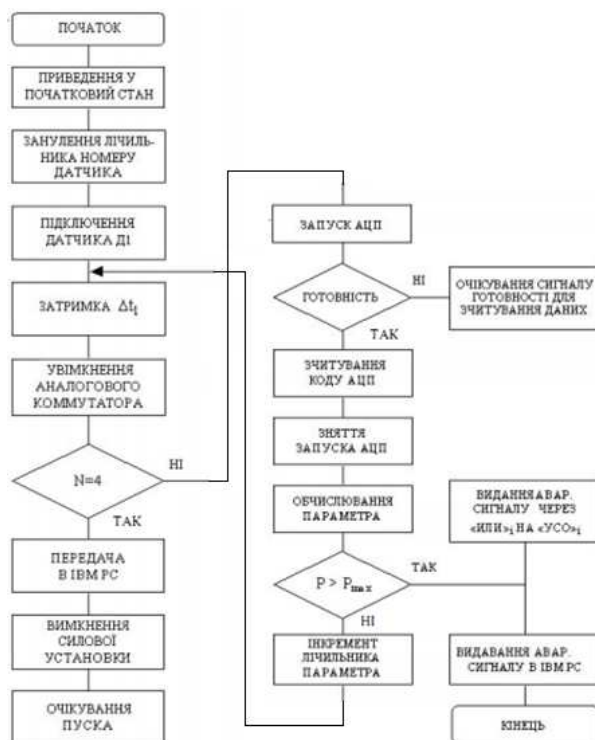 ПОЧАТОК
ПРИВЕДЕННЯ У
ПОЧАТКОВИЙ СТАН
ЗАНУЛЕННЯ ЛІЧИЛЬ-
НИКА НОМЕРУ
ДАТЧИКА
ПІДКЛЮЧЕННЯ
ДАТЧИКА Д1
ЗАТРИМКА Δti
УВІМКНЕННЯ
АНАЛОГОВОГО
КОММУТАТОРА
N=4
НІ
ТАК
ПЕРЕДАЧА
В IBM PC
ВИМКНЕННЯ
СИЛОВОЇ
УСТАНОВКИ
ОЧІКУВАННЯ
ПУСКА
ЗАПУСК АЦП
ГОТОВНІСТЬ
НІ
ОЧІКУВАННЯ СИГНАЛУ
ГОТОВНОСТІ ДЛЯ
ЗЧИТУВАННЯ ДАНИХ
ТАК
ЗЧИТУВАННЯ
КОДУ АЦП
ЗНЯТТЯ
ЗАПУСКА АЦП
ОБЧИСЛЮВАННЯ
ПАРАМЕТРА
P > Pmax
ТАК
НІ
ІНКРЕМЕНТ
ЛІЧИЛЬНИКА
ПАРАМЕТРА
ВИДАННЯ АВАР.
СИГНАЛУ ЧЕРЕЗ
«ИЛИ»i НА «УСО»i
ВИДАВАННЯ АВАР.
СИГНАЛУ В IBM PC
КІНЕЦЬ